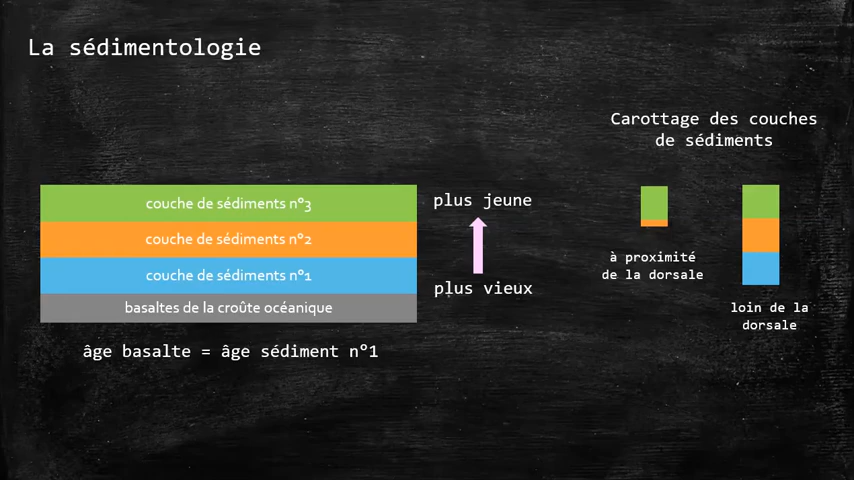 La sédimentologie
Carottage des couches
de sédiments
couche de sédiments n°3
couche de sédiments n°2
couche de sédiments n°1
basaltes de la croûte océanique
plus jeune
plus vieux
âge basalte = âge sédiment n°1
à proximité
de la dorsale
loin de la
dorsale